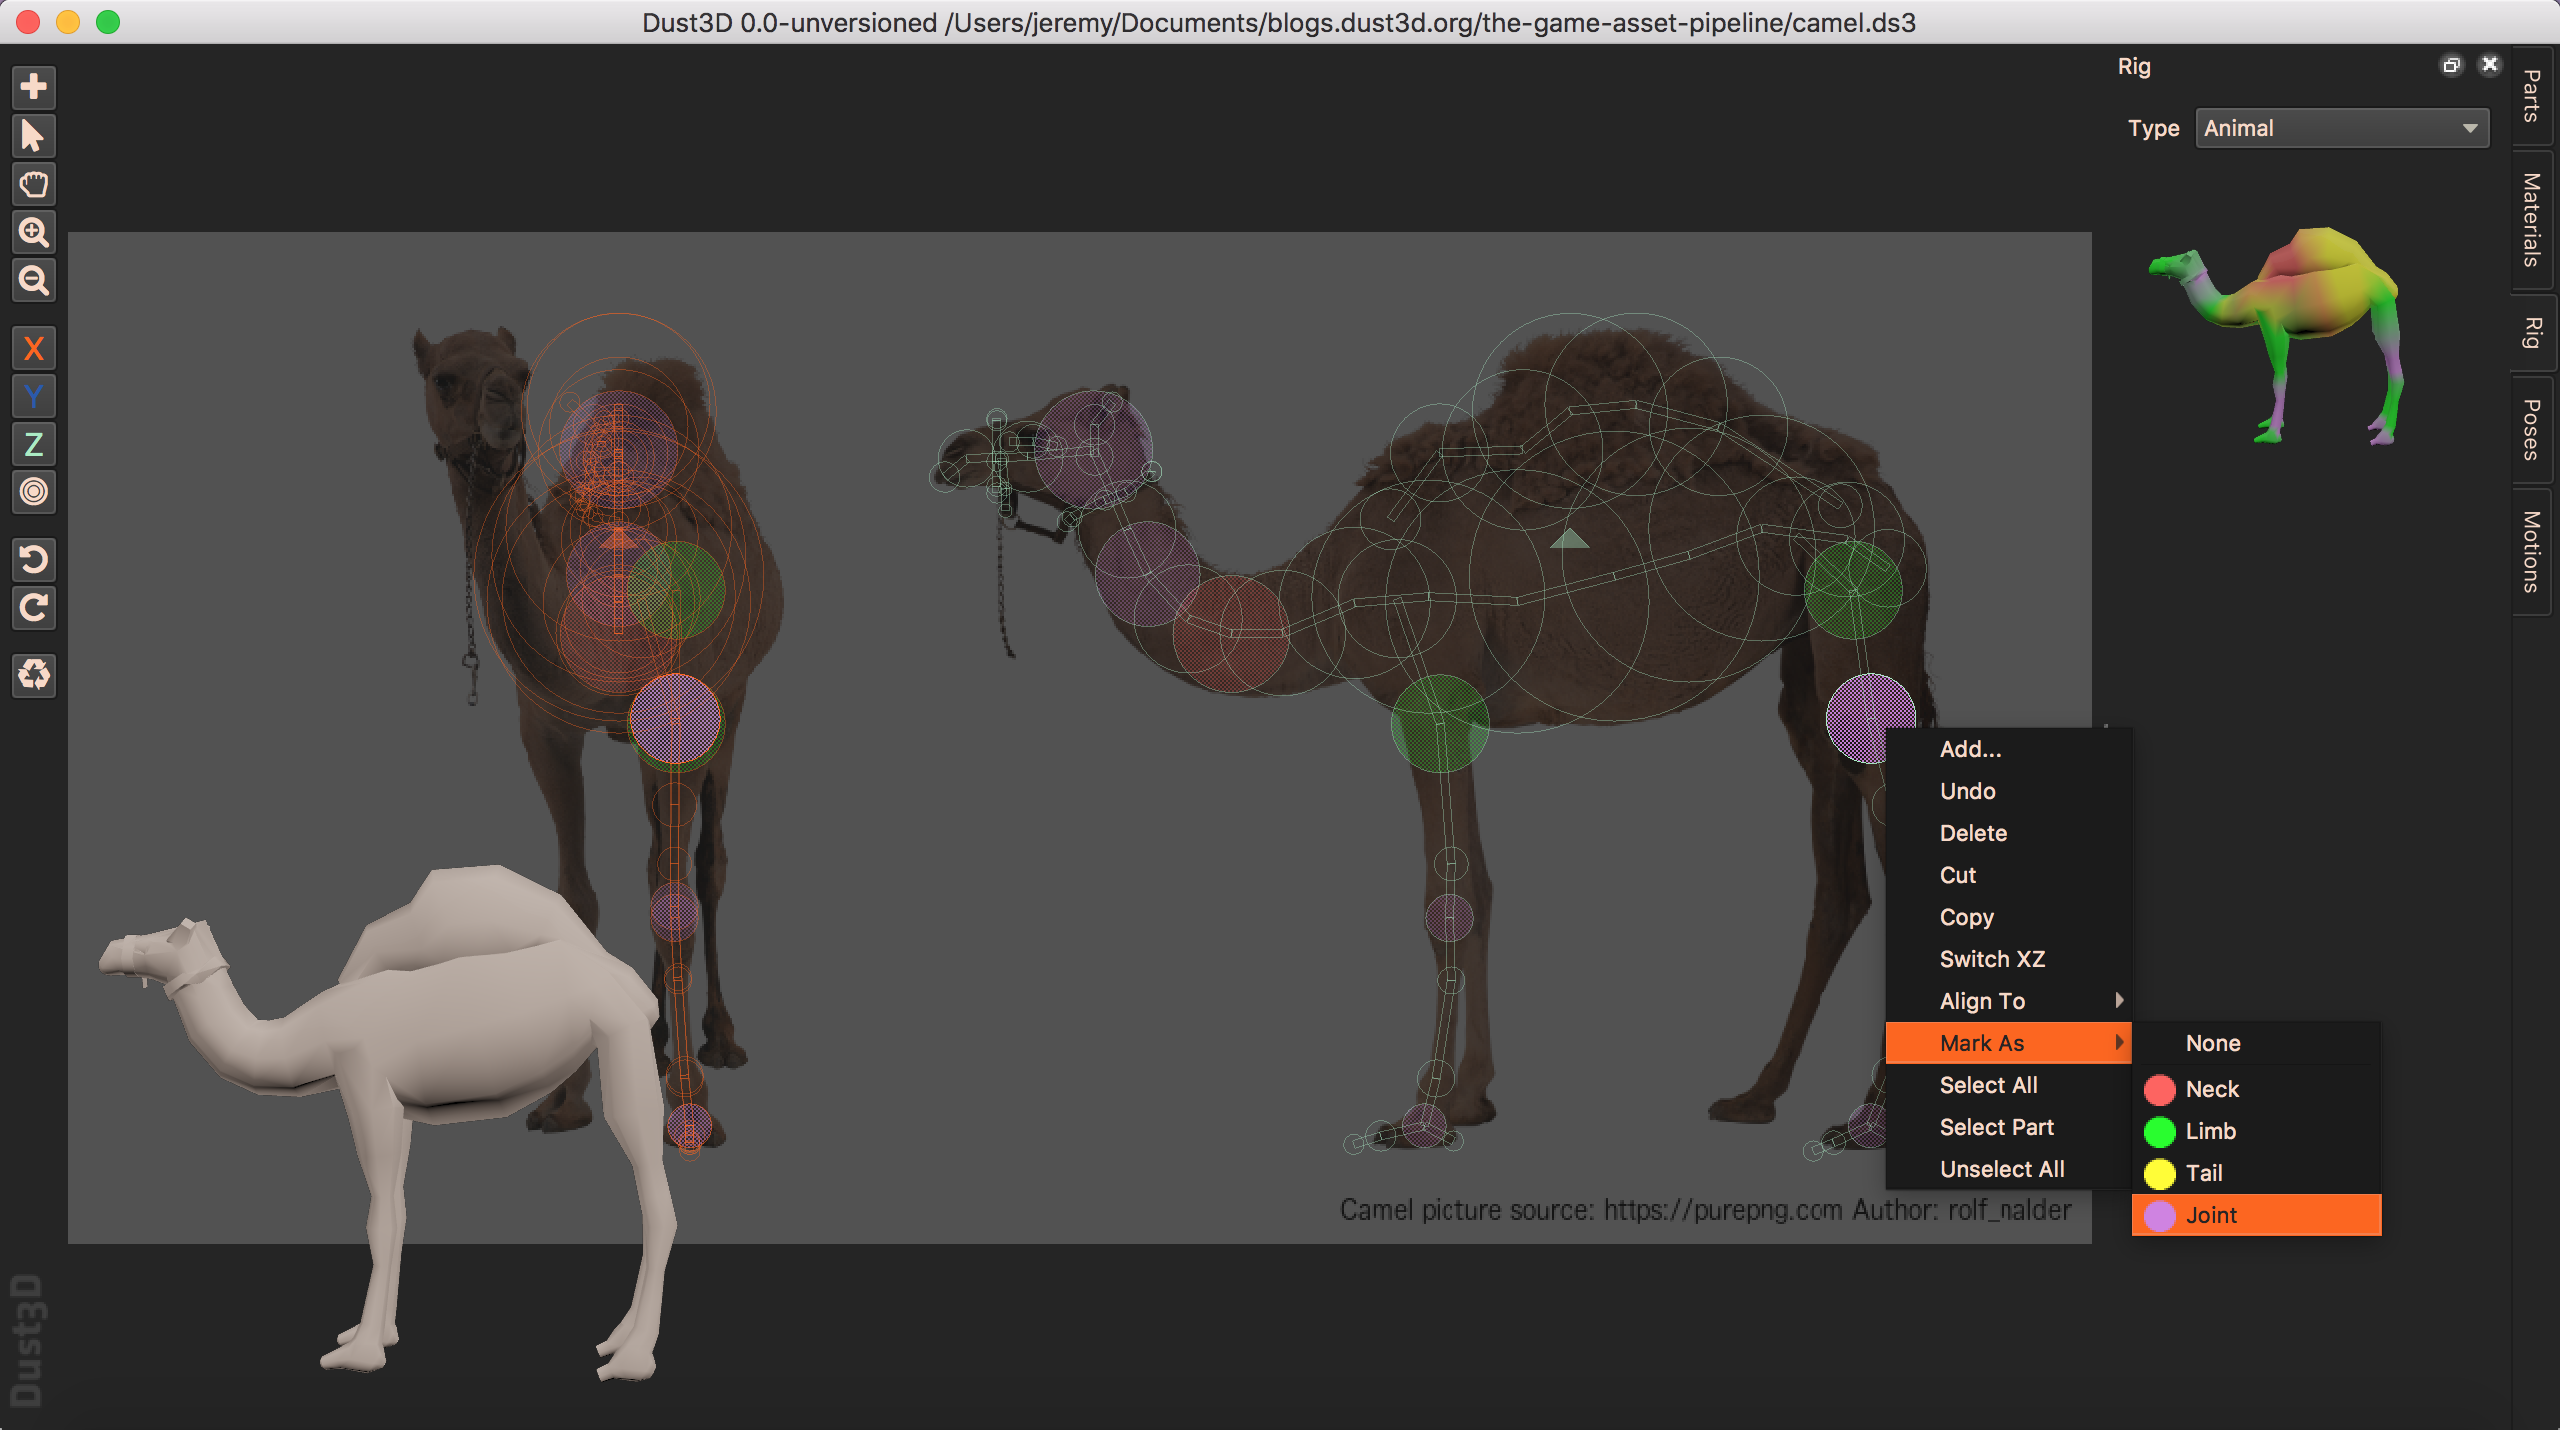 Dust3D 0.0-unversioned /Users/jeremy/Documents/blogs.dust3d.org/the-game-asset-pipeline/camel.ds3
Rig
Type
Animal
Parts
Materials
Rig
Poses
Motions
X
Y
Z
Add...
Undo
Delete
Cut
Copy
Switch XZ
Align To
Mark As
Select All
Select Part
Unselect All
None
Neck
Limb
Tail
Joint
Camel picture source: https://purepng.com Author: rolf_nalder
Dust3D